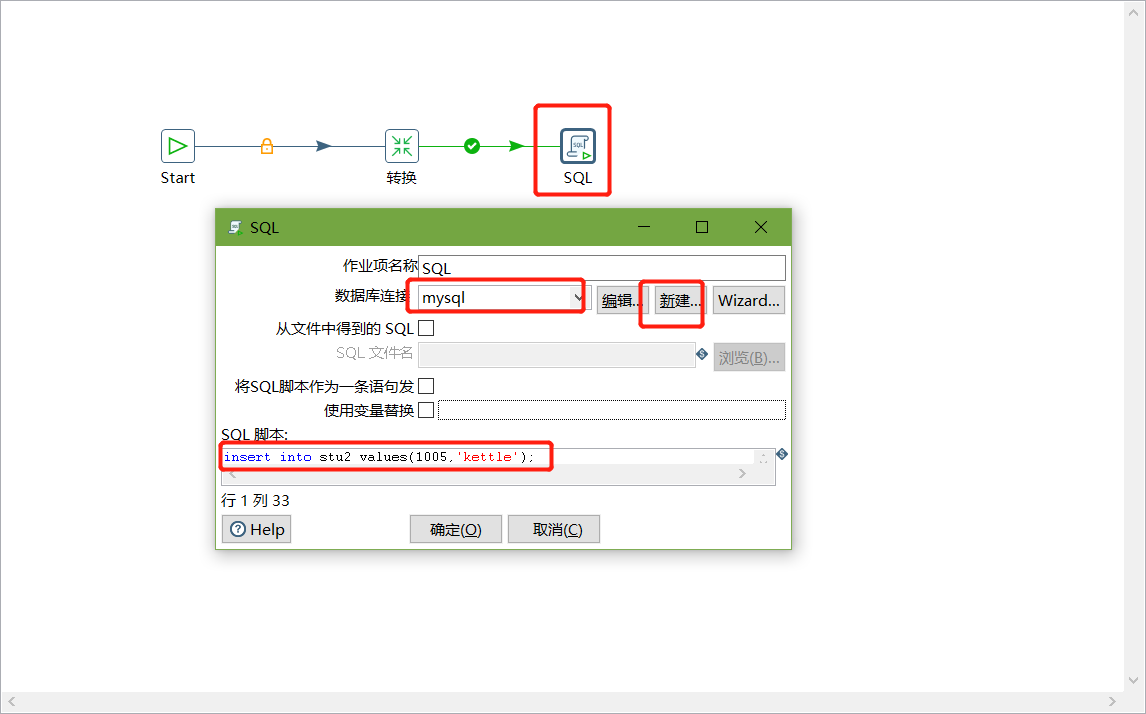 Start
转换
SQL
SQL
作业项名称 SQL
数据库连接 mysql 编辑... 新建... Wizard...
从文件中得到的 SQL
SQL 文件名 浏览(B)...
将SQL脚本作为一条语句发
使用变量替换
SQL 脚本:
insert into stu2 values(1005,'kettle');
行 1 列 33
Help 确定(O) 取消(C)